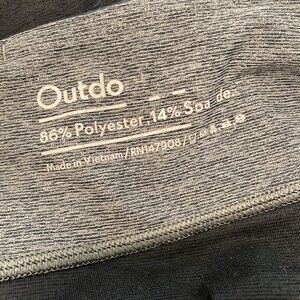 Outdo
86% Polyester, 14%
Made in Vietnam / RN147908 /